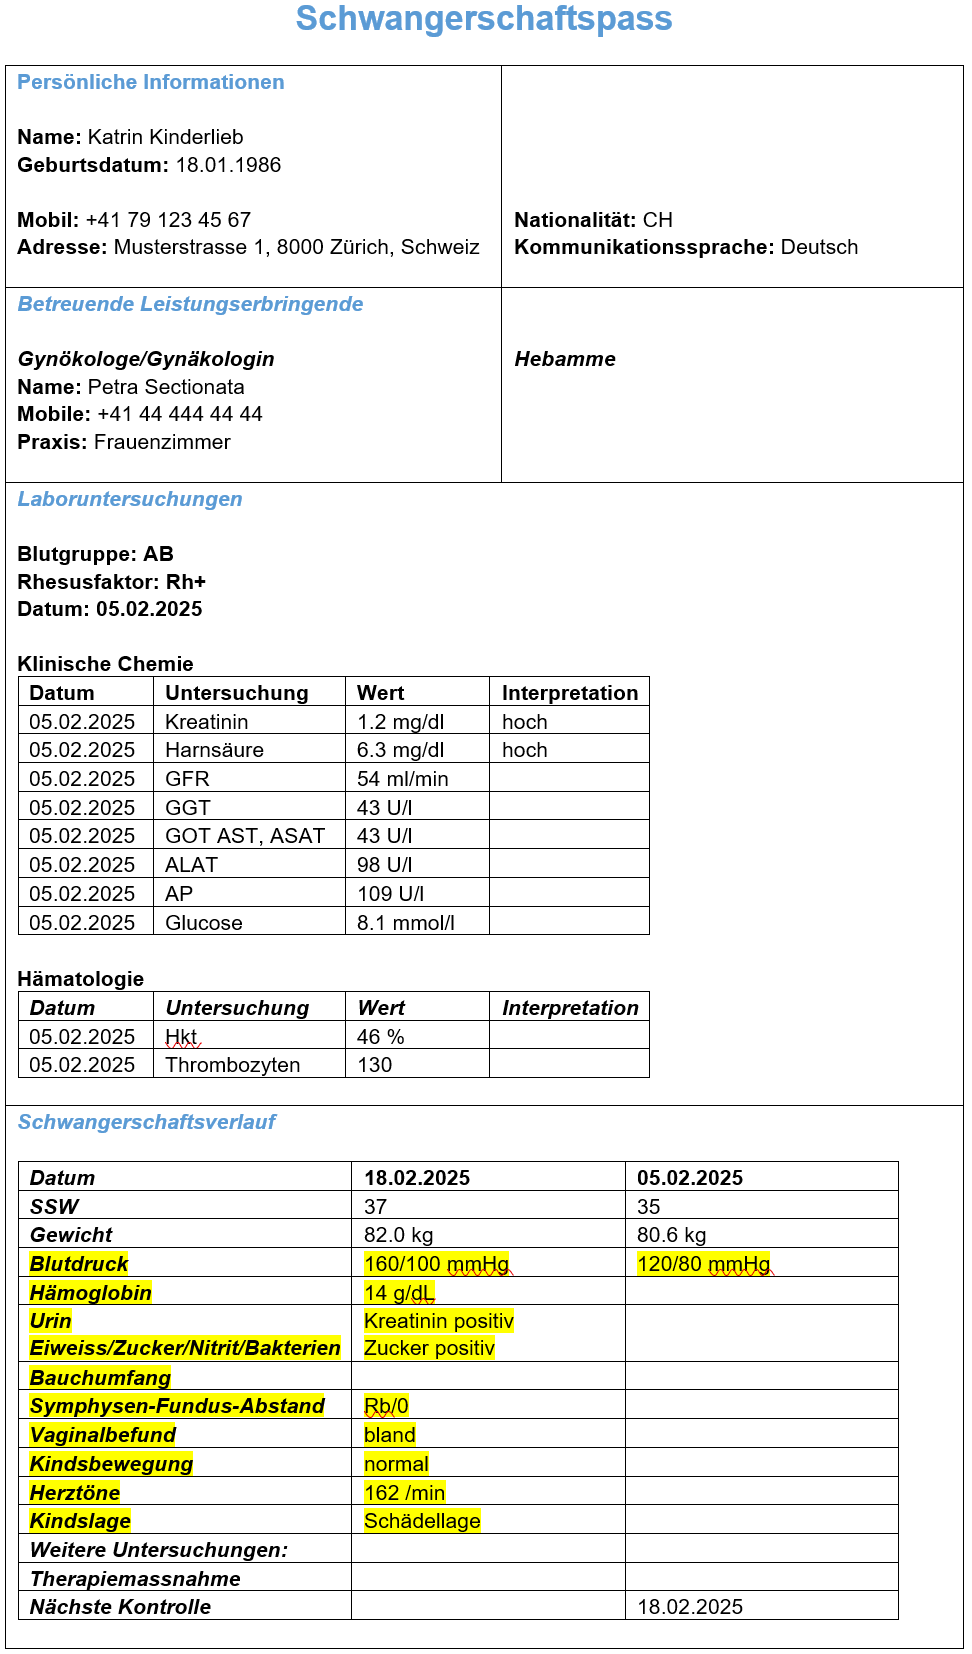 Schwangerschaftspass
Persönliche Informationen
Name: Katrin Kinderlieb
Geburtsdatum: 18.01.1986
Mobil: +41 79 123 45 67
Adresse: Musterstrasse 1, 8000 Zürich, Schweiz
Nationalität: CH
Kommunikationssprache: Deutsch
Betreuende Leistungserbringende
Gynökologe/Gynäkologin
Name: Petra Sectionata
Mobile: +41 44 444 44 44
Praxis: Frauenzimmer
Hebamme
Laboruntersuchungen
Blutgruppe: AB
Rhesusfaktor: Rh+
Datum: 05.02.2025
Klinische Chemie
Datum Untersuchung Wert Interpretation
05.02.2025 Kreatinin 1.2 mg/dl hoch
05.02.2025 Harnsäure 6.3 mg/dl hoch
05.02.2025 GFR 54 ml/min
05.02.2025 GGT 43 U/l
05.02.2025 GOT AST, ASAT 43 U/l
05.02.2025 ALAT 98 U/l
05.02.2025 AP 109 U/l
05.02.2025 Glucose 8.1 mmol/l
Hämatologie
Datum Untersuchung Wert Interpretation
05.02.2025 Hkt 46 %
05.02.2025 Thrombozyten 130
Schwangerschaftsverlauf
Datum 18.02.2025 05.02.2025
SSW 37 35
Gewicht 82.0 kg 80.6 kg
Blutdruck 160/100 mmHg 120/80 mmHg
Hämoglobin 14 g/dL
Urin Kreatinin positiv
Eiweiss/Zucker/Nitrit/Bakterien Zucker positiv
Bauchumfang
Symphysen-Fundus-Abstand Rb/0
Vaginalbefund bland
Kindsbewegung normal
Herztöne 162 /min
Kindslage Schädellage
Weitere Untersuchungen:
Therapiemassnahme
Nächste Kontrolle 18.02.2025